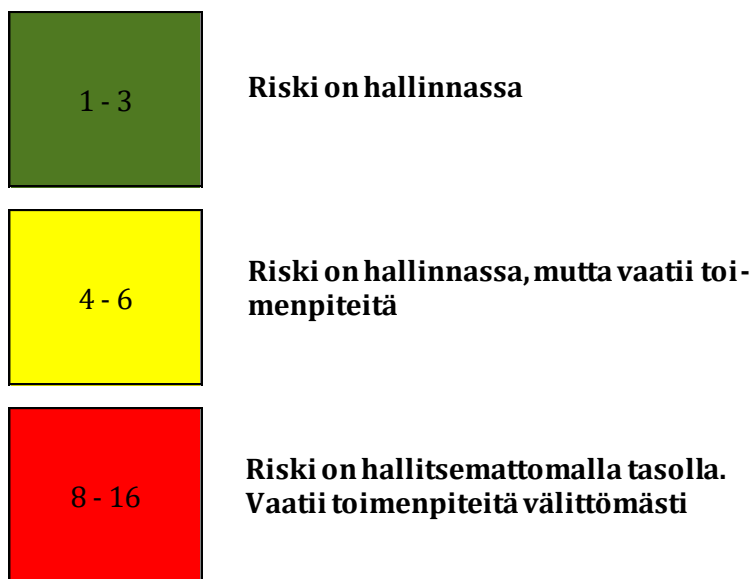 1 - 3
Riski on hallinnassa
4 - 6
Riski on hallinnassa, mutta vaatii toi-
menpiteitä
8 - 16
Riski on hallitsemattomalla tasolla.
Vaatii toimenpiteitä välittömästi